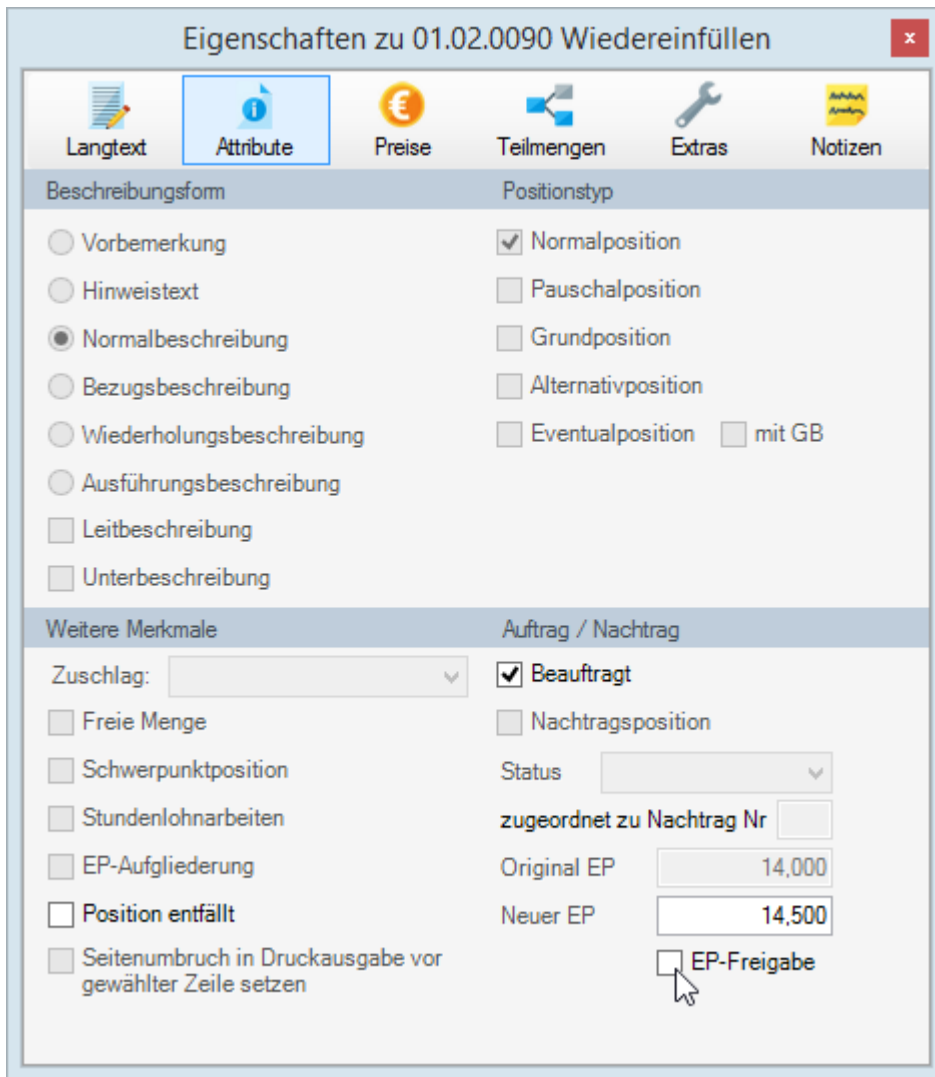 Eigenschaften zu 01.02.0090 Wiedereinfüllen
x
Langtext
Attribute
Preise
Teilmengen
Extras
Notizen
Beschreibungsform
Vorbemerkung
Hinweistext
Normalbeschreibung
Bezugsbeschreibung
Wiederholungsbeschreibung
Ausführungsbeschreibung
Leitbeschreibung
Unterbeschreibung
Positionstyp
Normalposition
Pauschalposition
Grundposition
Alternativposition
Eventualposition mit GB
Weitere Merkmale
Zuschlag:
Freie Menge
Schwerpunktposition
Stundenlohnarbeiten
EP-Aufgliederung
Position entfällt
Seitenumbruch in Druckausgabe vor
gewählter Zeile setzen
Auftrag / Nachtrag
Beauftragt
Nachtragsposition
Status
zugeordnet zu Nachtrag Nr
Original EP 14,000
Neuer EP 14,500
EP-Freigabe